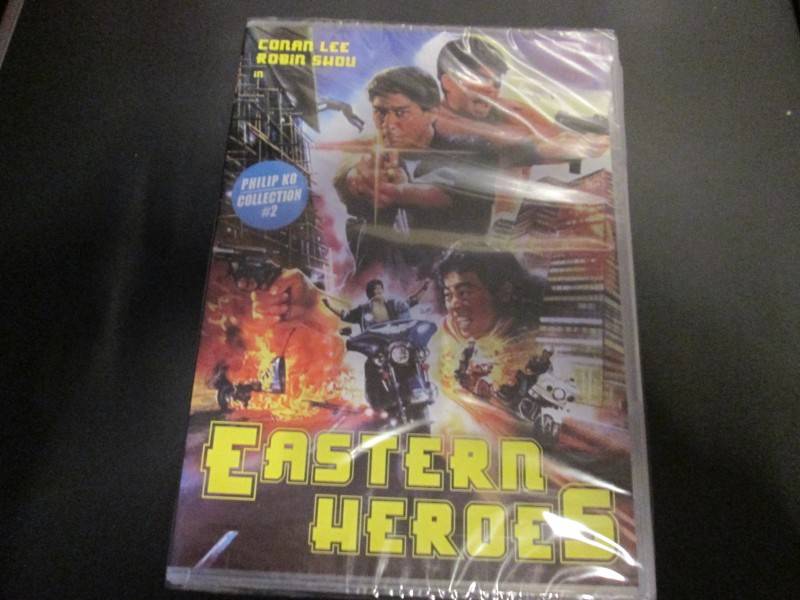 CONAN LEE
ROBIN SHOU
IN
PHILIP KO
COLLECTION
#2
EASTERN
HEROES